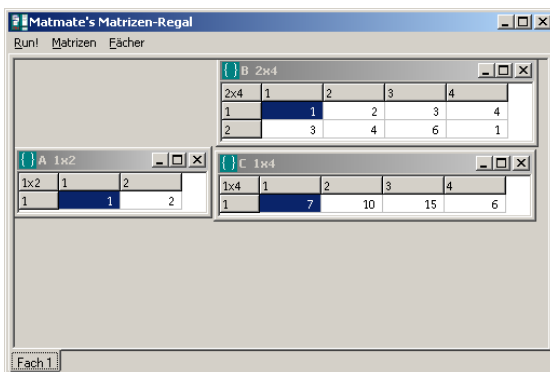 Matmate's Matrizen-Regal
Run! Matrizen Fächer
{ } B 2x4
2x4 1 2 3 4
1 1 2 3 4
2 3 4 6 1
{ } A 1x2
1x2 1 2
1 1 2
{ } C 1x4
1x4 1 2 3 4
1 7 10 15 6
Fach 1